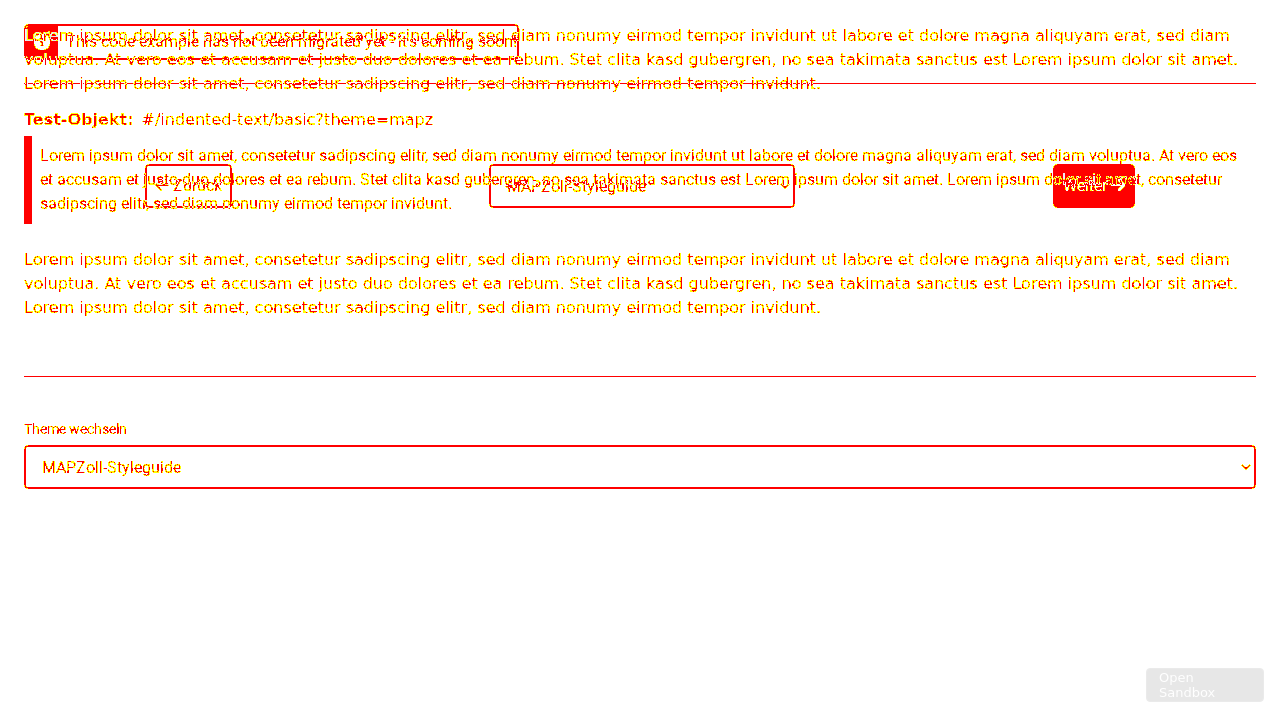 Lorem ipsum dolor sit amet, consetetur sadipscing elitr, sed diam nonumy eirmod tempor invidunt ut labore et dolore magna aliquyam erat, sed diam
This code example has not been migrated yet - it's coming soon!
voluptua. At vero eos et accusam et justo duo dolores et ea rebum. Stet clita kasd gubergren, no sea takimata sanctus est Lorem ipsum dolor sit amet.
Lorem ipsum dolor sit amet, consetetur sadipscing elitr, sed diam nonumy eirmod tempor invidunt.
Test-Objekt: #/indented-text/basic?theme=mapz
Lorem ipsum dolor sit amet, consetetur sadipscing elitr, sed diam nonumy eirmod tempor invidunt ut labore et dolore magna aliquyam erat, sed diam voluptua. At vero eos
et accusam et justo duo dolores et ea rebum. Stet clita kasd gubergren, no sea takimata sanctus est Lorem ipsum dolor sit amet. Lorem ipsum dolor sit amet, consetetur
Zurück MAPZoll-Styleguide Weiter
sadipscing elitr, sed diam nonumy eirmod tempor invidunt.
Lorem ipsum dolor sit amet, consetetur sadipscing elitr, sed diam nonumy eirmod tempor invidunt ut labore et dolore magna aliquyam erat, sed diam
voluptua. At vero eos et accusam et justo duo dolores et ea rebum. Stet clita kasd gubergren, no sea takimata sanctus est Lorem ipsum dolor sit amet.
Lorem ipsum dolor sit amet, consetetur sadipscing elitr, sed diam nonumy eirmod tempor invidunt.
Theme wechseln
MAPZoll-Styleguide
Open
Sandbox